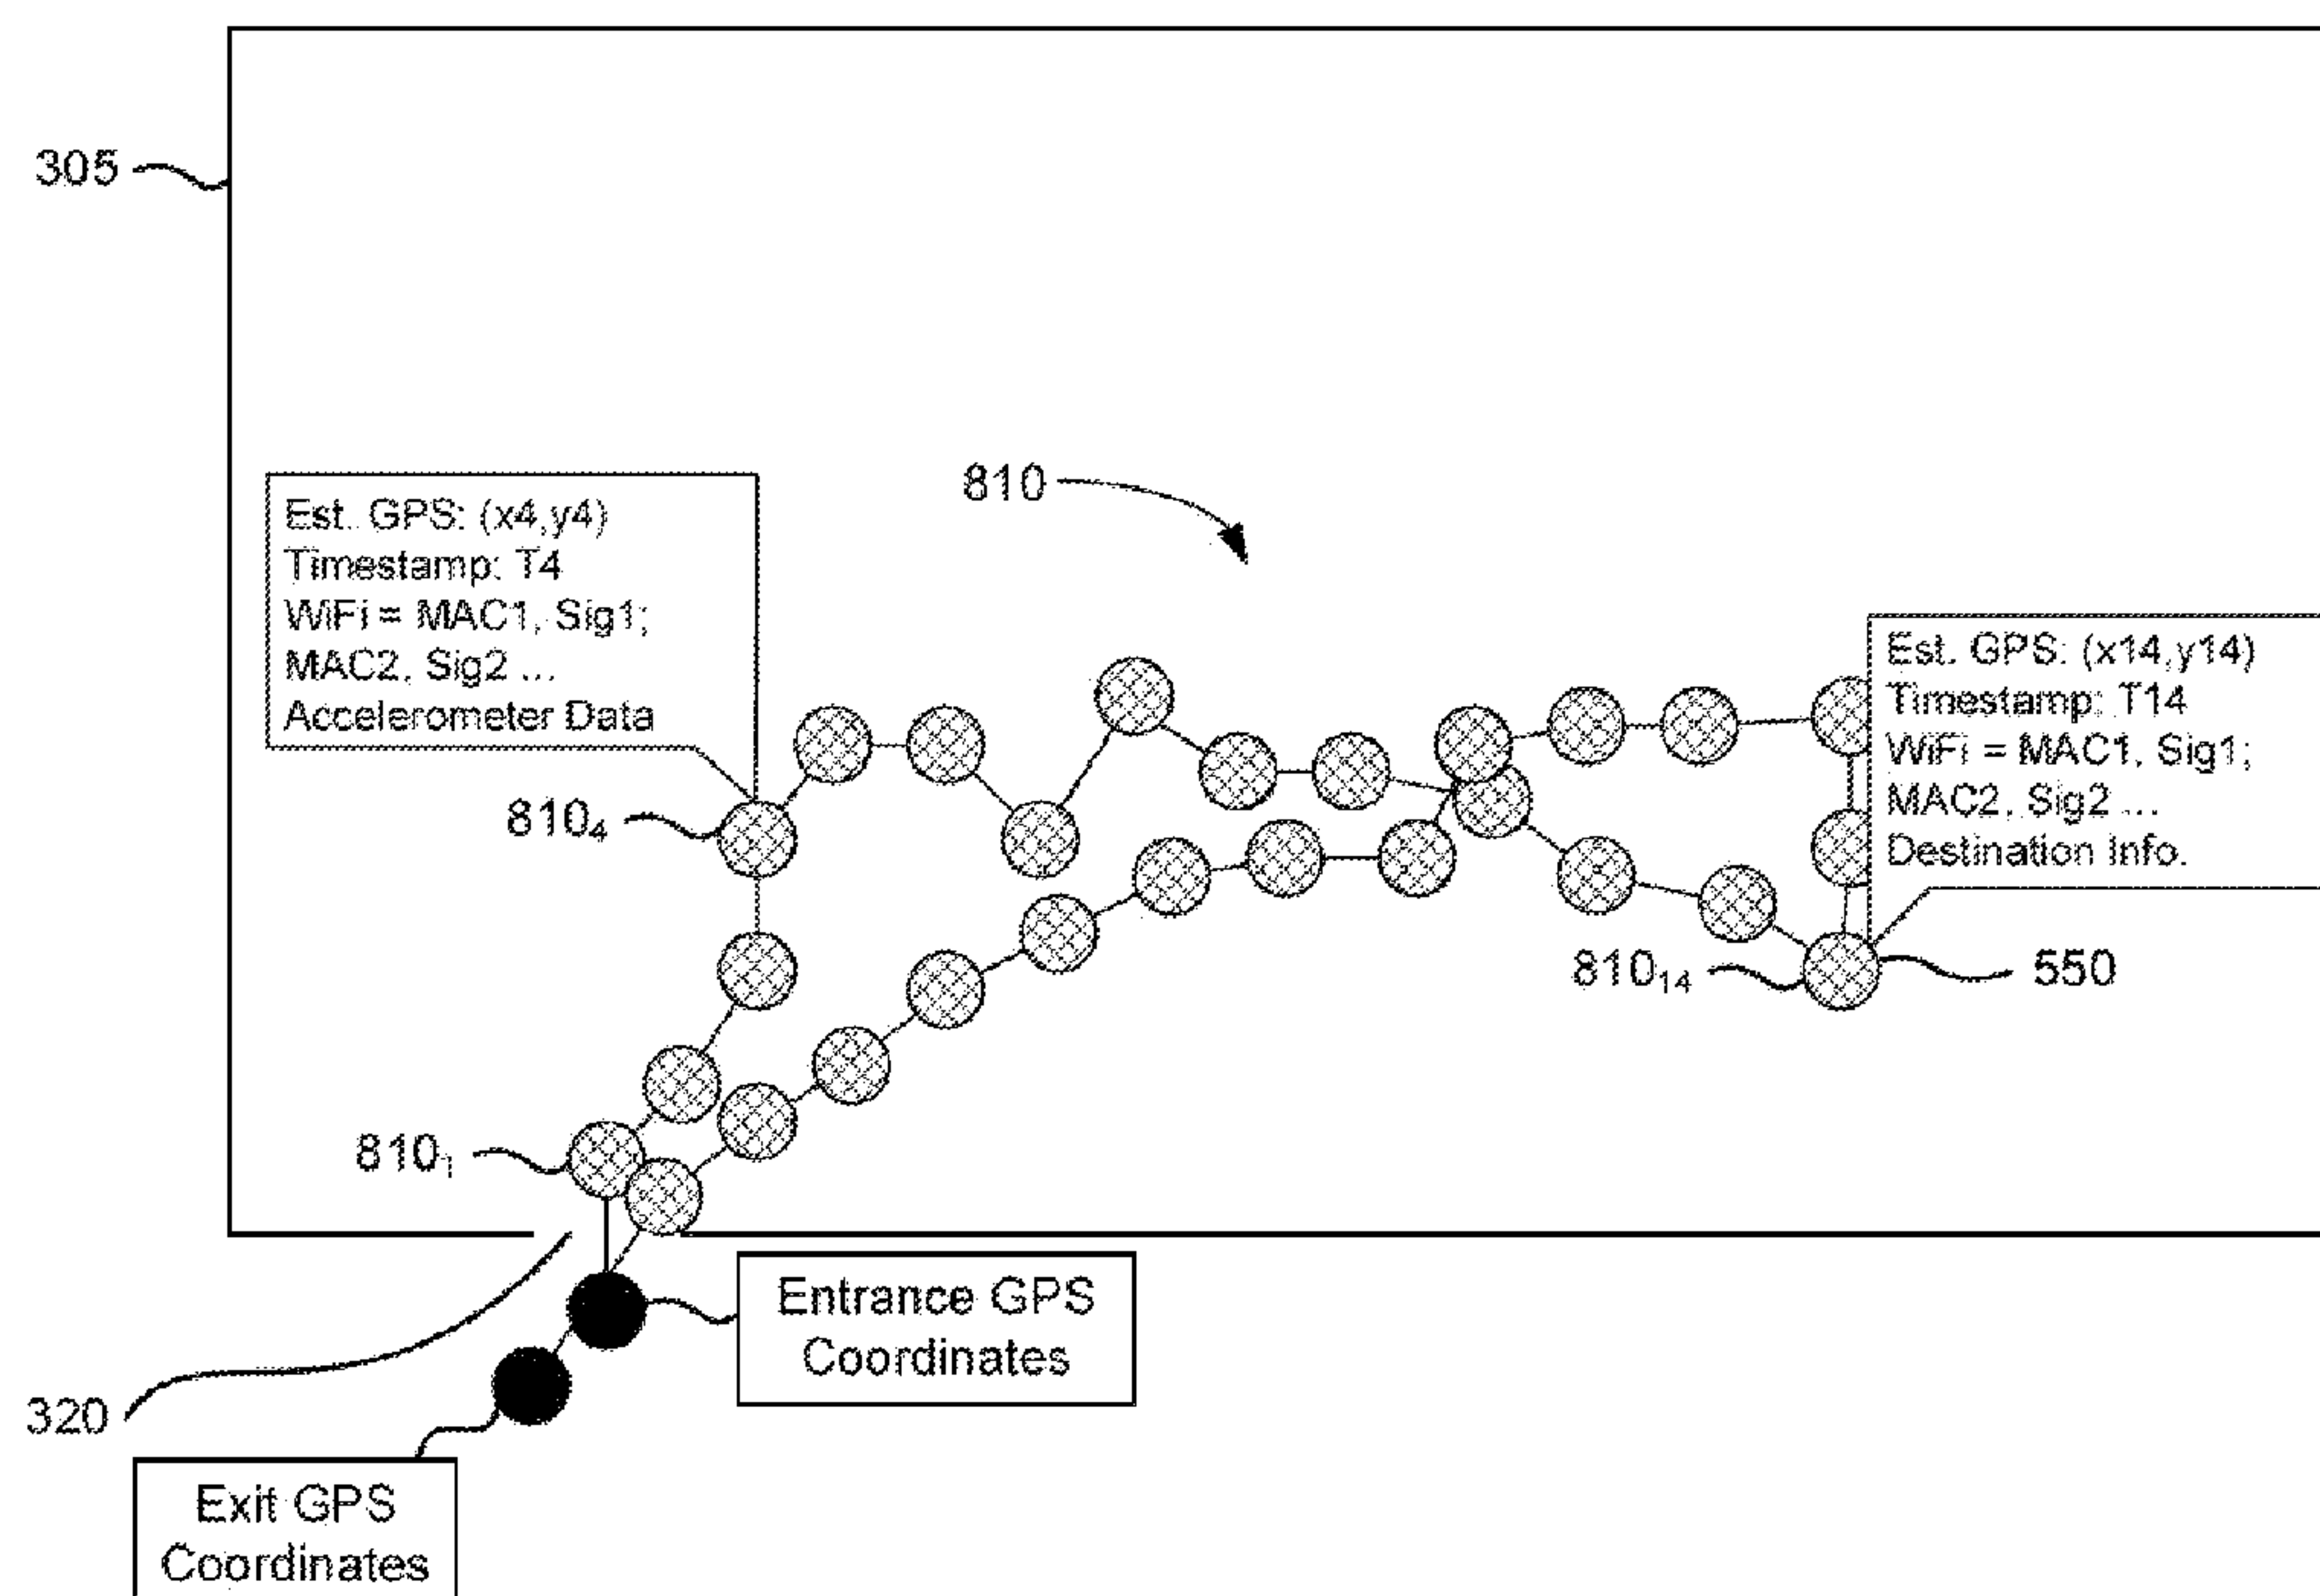 305
810
Est. GPS: (x4,y4)
Timestamp: T4
WiFi = MAC1, Sig1;
MAC2, Sig2 ...
Accelerometer Data
Est. GPS: (x14,y14)
Timestamp: T14
WiFi = MAC1, Sig1;
MAC2, Sig2 ...
Destination Info.
810₄
810₁₄
550
810₁
Entrance GPS
Coordinates
320
Exit GPS
Coordinates